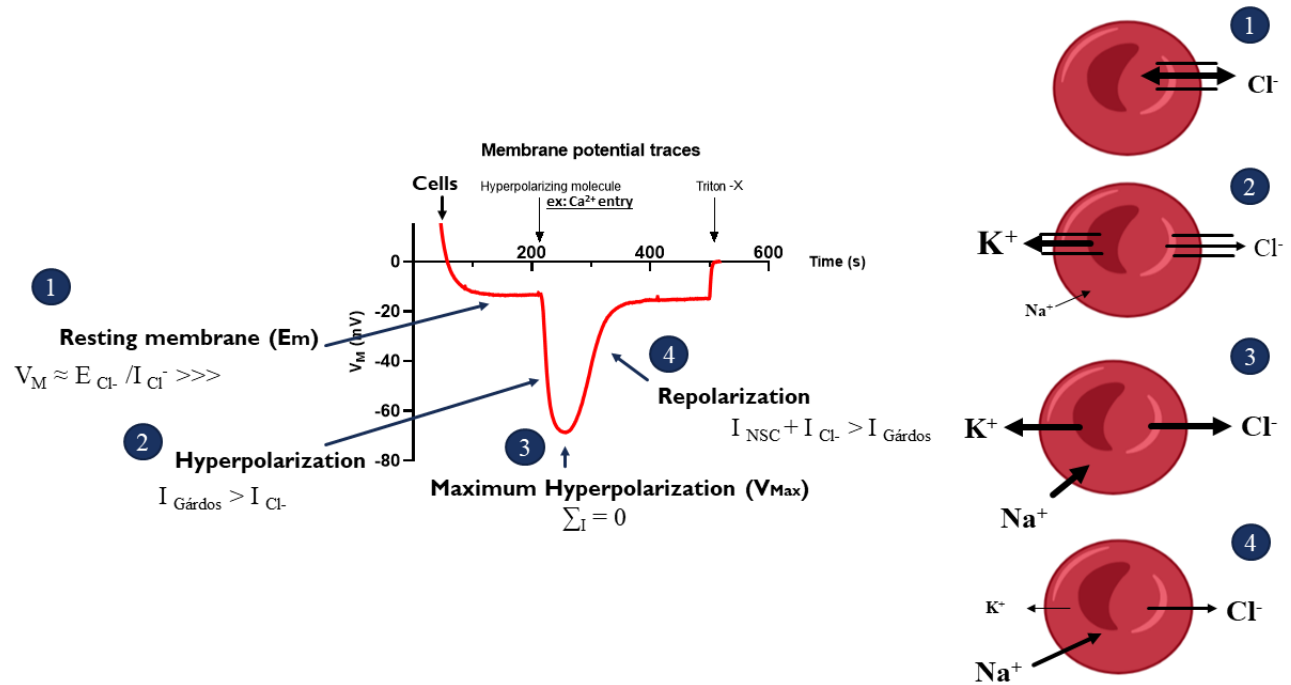 Membrane potential traces
Cells
Hyperpolarizing molecule
ex: Ca²⁺ entry
Triton -X
0
-20
-40
-60
-80
V_M (mV)
200
400
600
Time (s)
1
Resting membrane (Em)
V_M ≈ E_Cl- /I_Cl⁻ >>>
2
Hyperpolarization
I_Gárdos > I_Cl-
3
Maximum Hyperpolarization (V_Max)
∑_I = 0
4
Repolarization
I_NSC + I_Cl- > I_Gárdos
1
Cl⁻
2
K⁺
Cl⁻
Na⁺
3
K⁺
Cl⁻
Na⁺
4
K⁺
Cl⁻
Na⁺